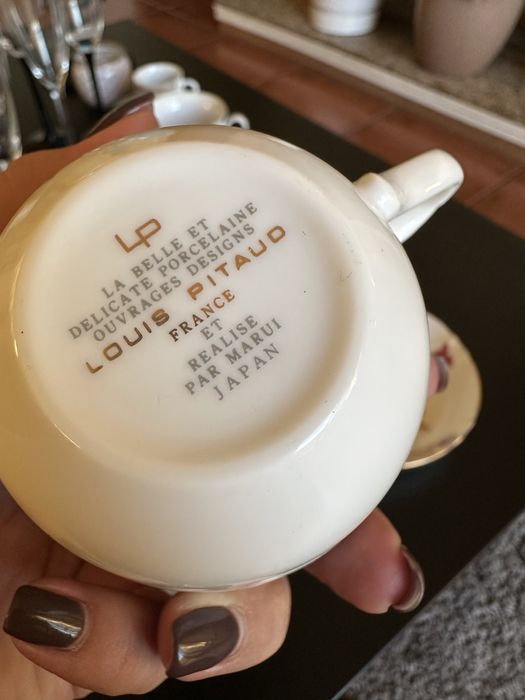 LP
LA BELLE ET
DELICATE PORCELAINE
OUVRAGES DESIGNS
LOUIS PITAUD
FRANCE
ET
REALISE
PAR MARUI
JAPAN